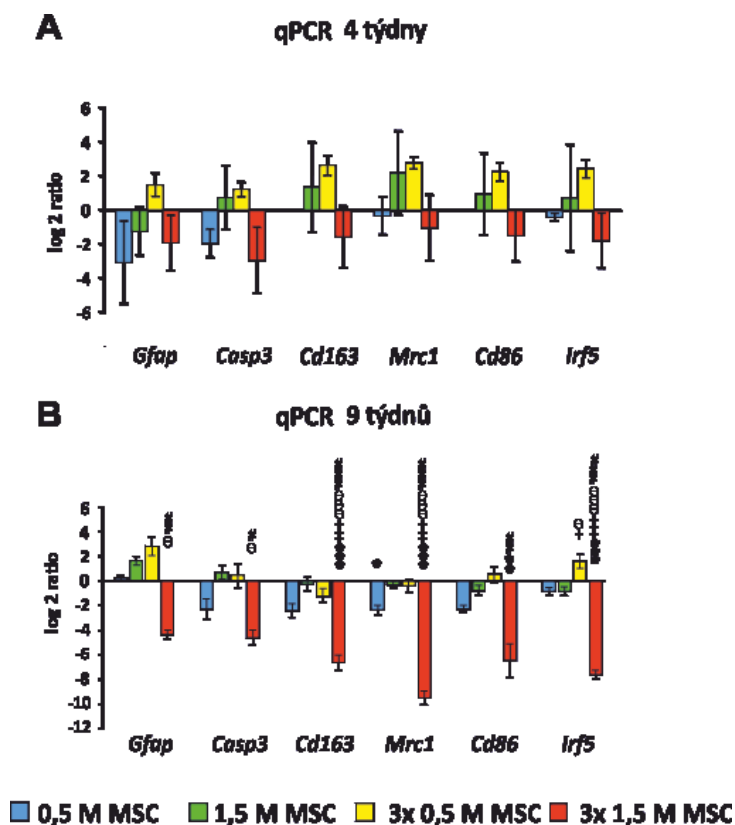 A
qPCR 4 týdny
log 2 ratio
6
4
2
0
-2
-4
-6
Gfap Casp3 Cd163 Mrc1 Cd86 Irf5
B
qPCR 9 týdnů
log 2 ratio
6
4
2
0
-2
-4
-6
-8
-10
-12
Gfap Casp3 Cd163 Mrc1 Cd86 Irf5
0,5 M MSC 1,5 M MSC 3x 0,5 M MSC 3x 1,5 M MSC